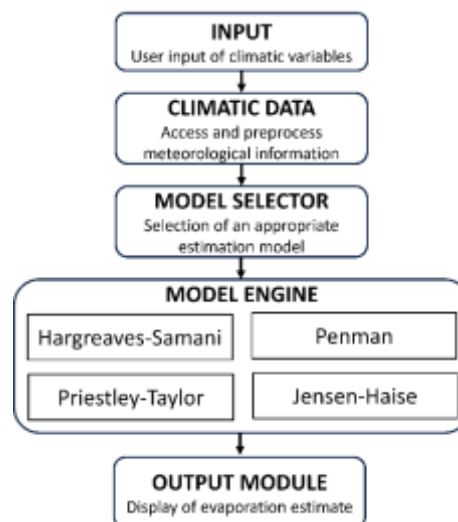 INPUT
User input of climatic variables
CLIMATIC DATA
Access and preprocess
meteorological information
MODEL SELECTOR
Selection of an appropriate
estimation model
MODEL ENGINE
Hargreaves-Samani
Penman
Priestley-Taylor
Jensen-Haise
OUTPUT MODULE
Display of evaporation estimate